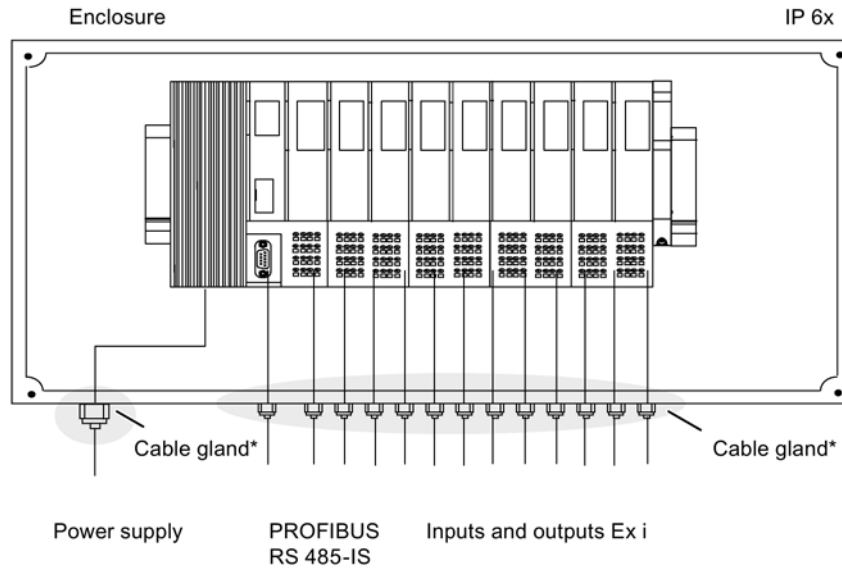 Enclosure
IP 6x
Cable gland*
Cable gland*
Power supply
PROFIBUS
RS 485-IS
Inputs and outputs Ex i